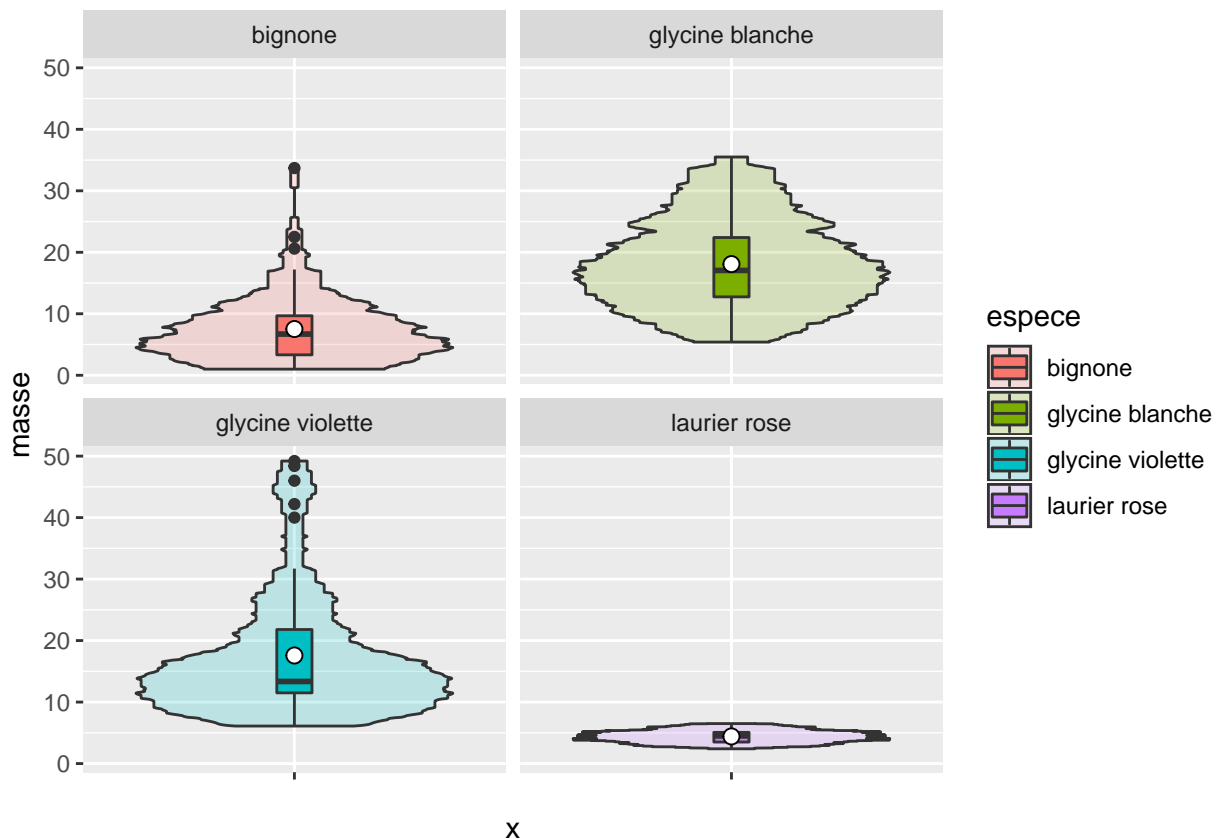 bignone
glycine blanche
50
40
30
20
10
0
glycine violette
laurier rose
50
40
30
20
10
0
masse
x
espece
bignone
glycine blanche
glycine violette
laurier rose